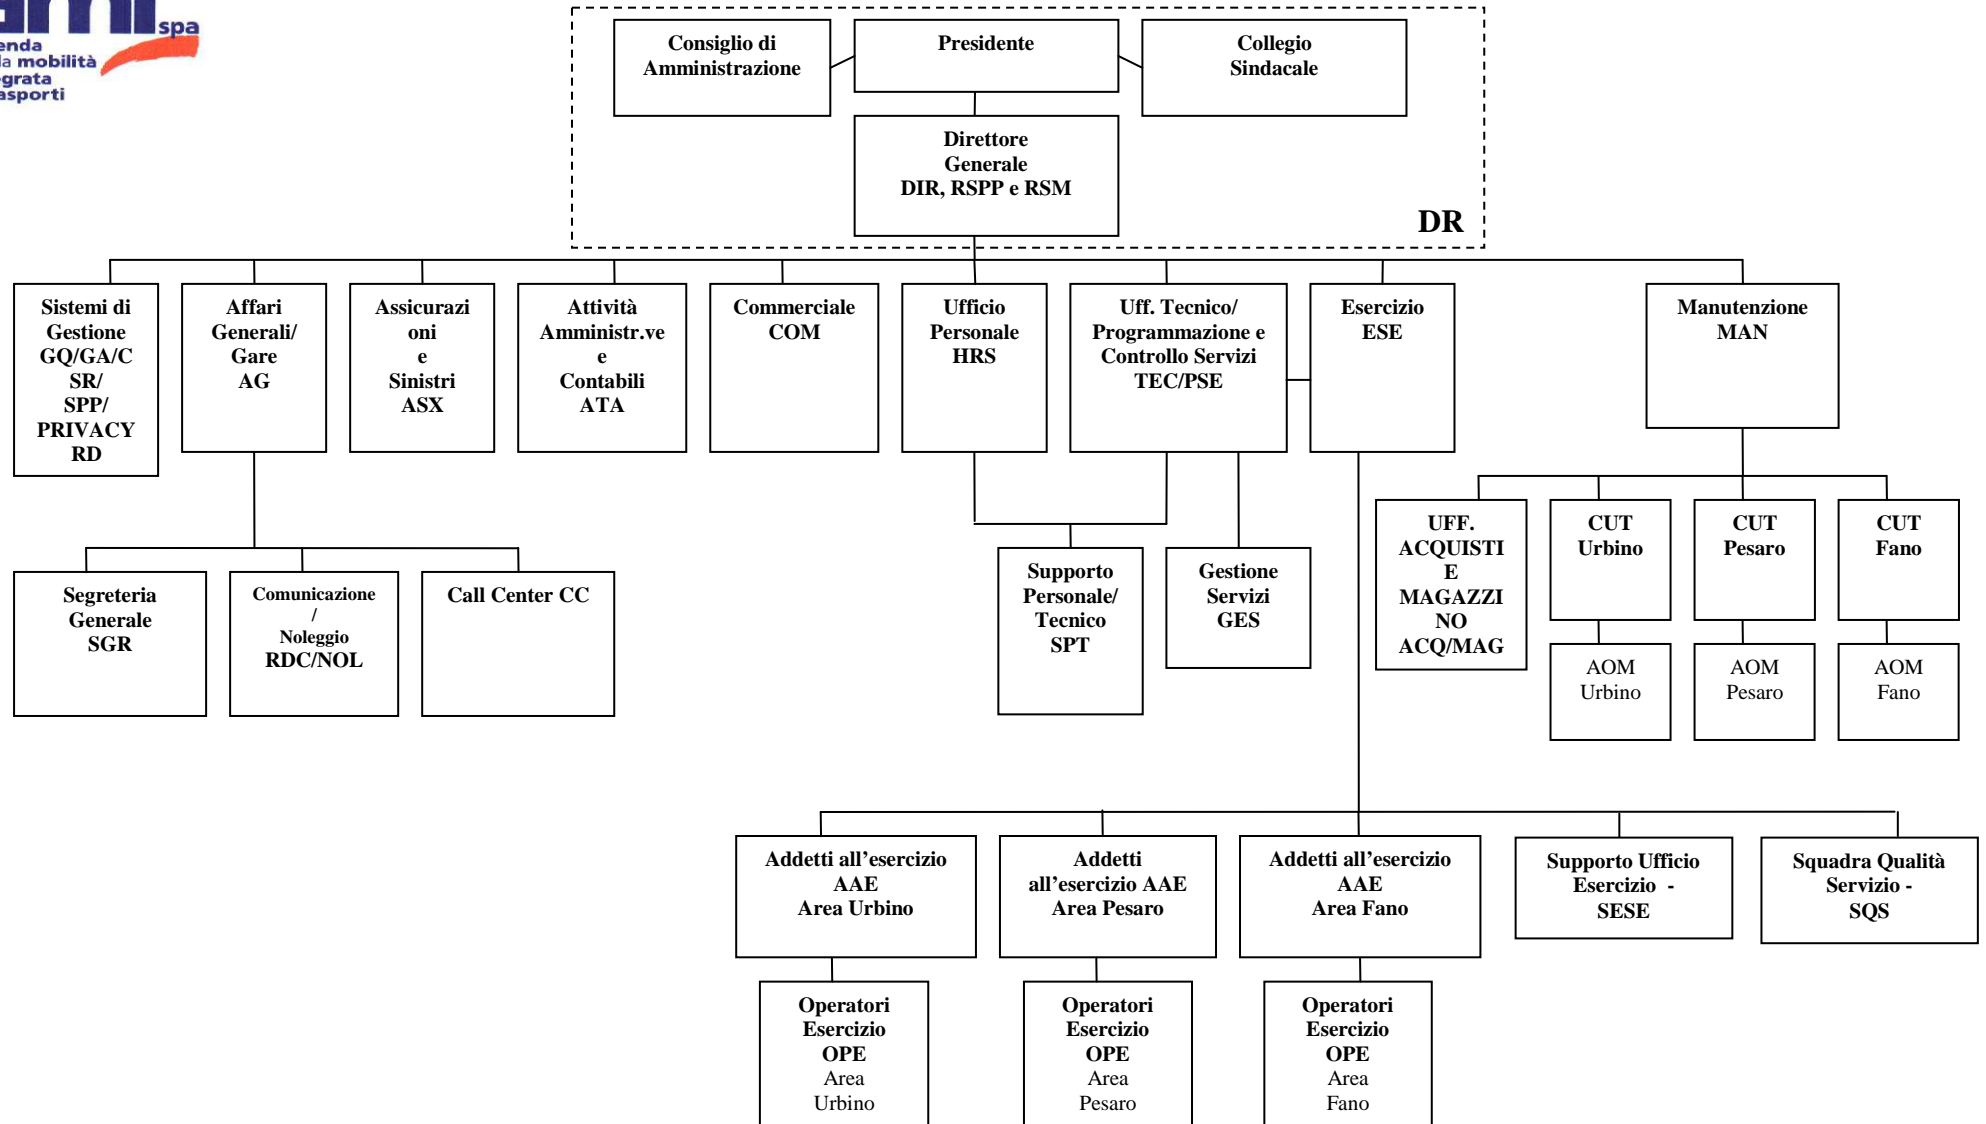 spa
enda
la mobilità
grata
asporti
Consiglio di
Amministrazione
Presidente
Collegio
Sindacale
Direttore
Generale
DIR, RSPP e RSM
DR
Sistemi di
Gestione
GQ/GA/C
SR/
SPP/
PRIVACY
RD
Affari
Generali/
Gare
AG
Assicurazi
oni
e
Sinistri
ASX
Attività
Amministr.ve
e
Contabili
ATA
Commerciale
COM
Ufficio
Personale
HRS
Uff. Tecnico/
Programmazione e
Controllo Servizi
TEC/PSE
Esercizio
ESE
Manutenzione
MAN
Segreteria
Generale
SGR
Comunicazione
/
Noleggio
RDC/NOL
Call Center CC
Supporto
Personale/
Tecnico
SPT
Gestione
Servizi
GES
UFF.
ACQUISTI
E
MAGAZZI
NO
ACQ/MAG
CUT
Urbino
CUT
Pesaro
CUT
Fano
AOM
Urbino
AOM
Pesaro
AOM
Fano
Addetti all’esercizio
AAE
Area Urbino
Addetti
all’esercizio AAE
Area Pesaro
Addetti all’esercizio
AAE
Area Fano
Supporto Ufficio
Esercizio -
SESE
Squadra Qualità
Servizio -
SQS
Operatori
Esercizio
OPE
Area
Urbino
Operatori
Esercizio
OPE
Area
Pesaro
Operatori
Esercizio
OPE
Area
Fano